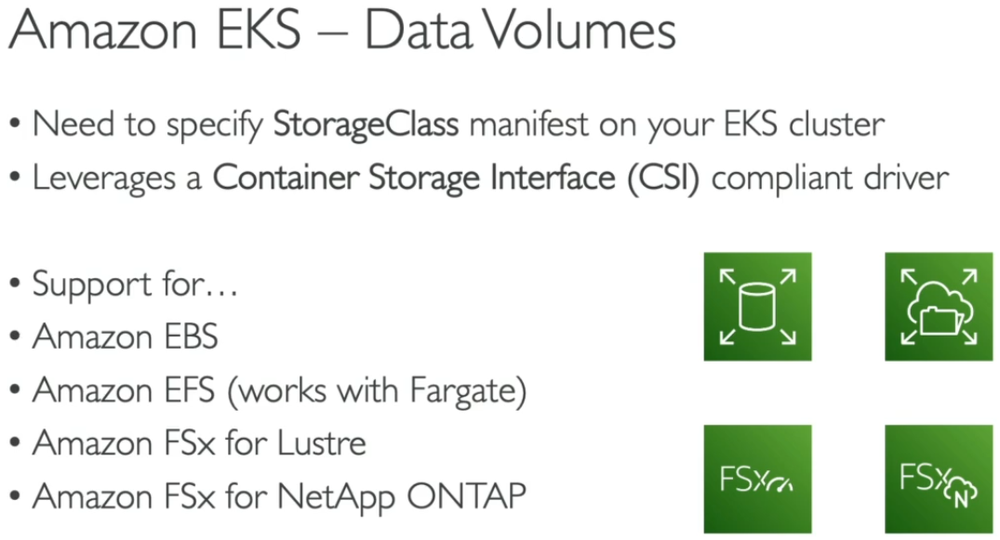 Amazon EKS – Data Volumes
• Need to specify StorageClass manifest on your EKS cluster
• Leverages a Container Storage Interface (CSI) compliant driver
• Support for…
• Amazon EBS
• Amazon EFS (works with Fargate)
• Amazon FSx for Lustre
• Amazon FSx for NetApp ONTAP
FSx
FSx
N